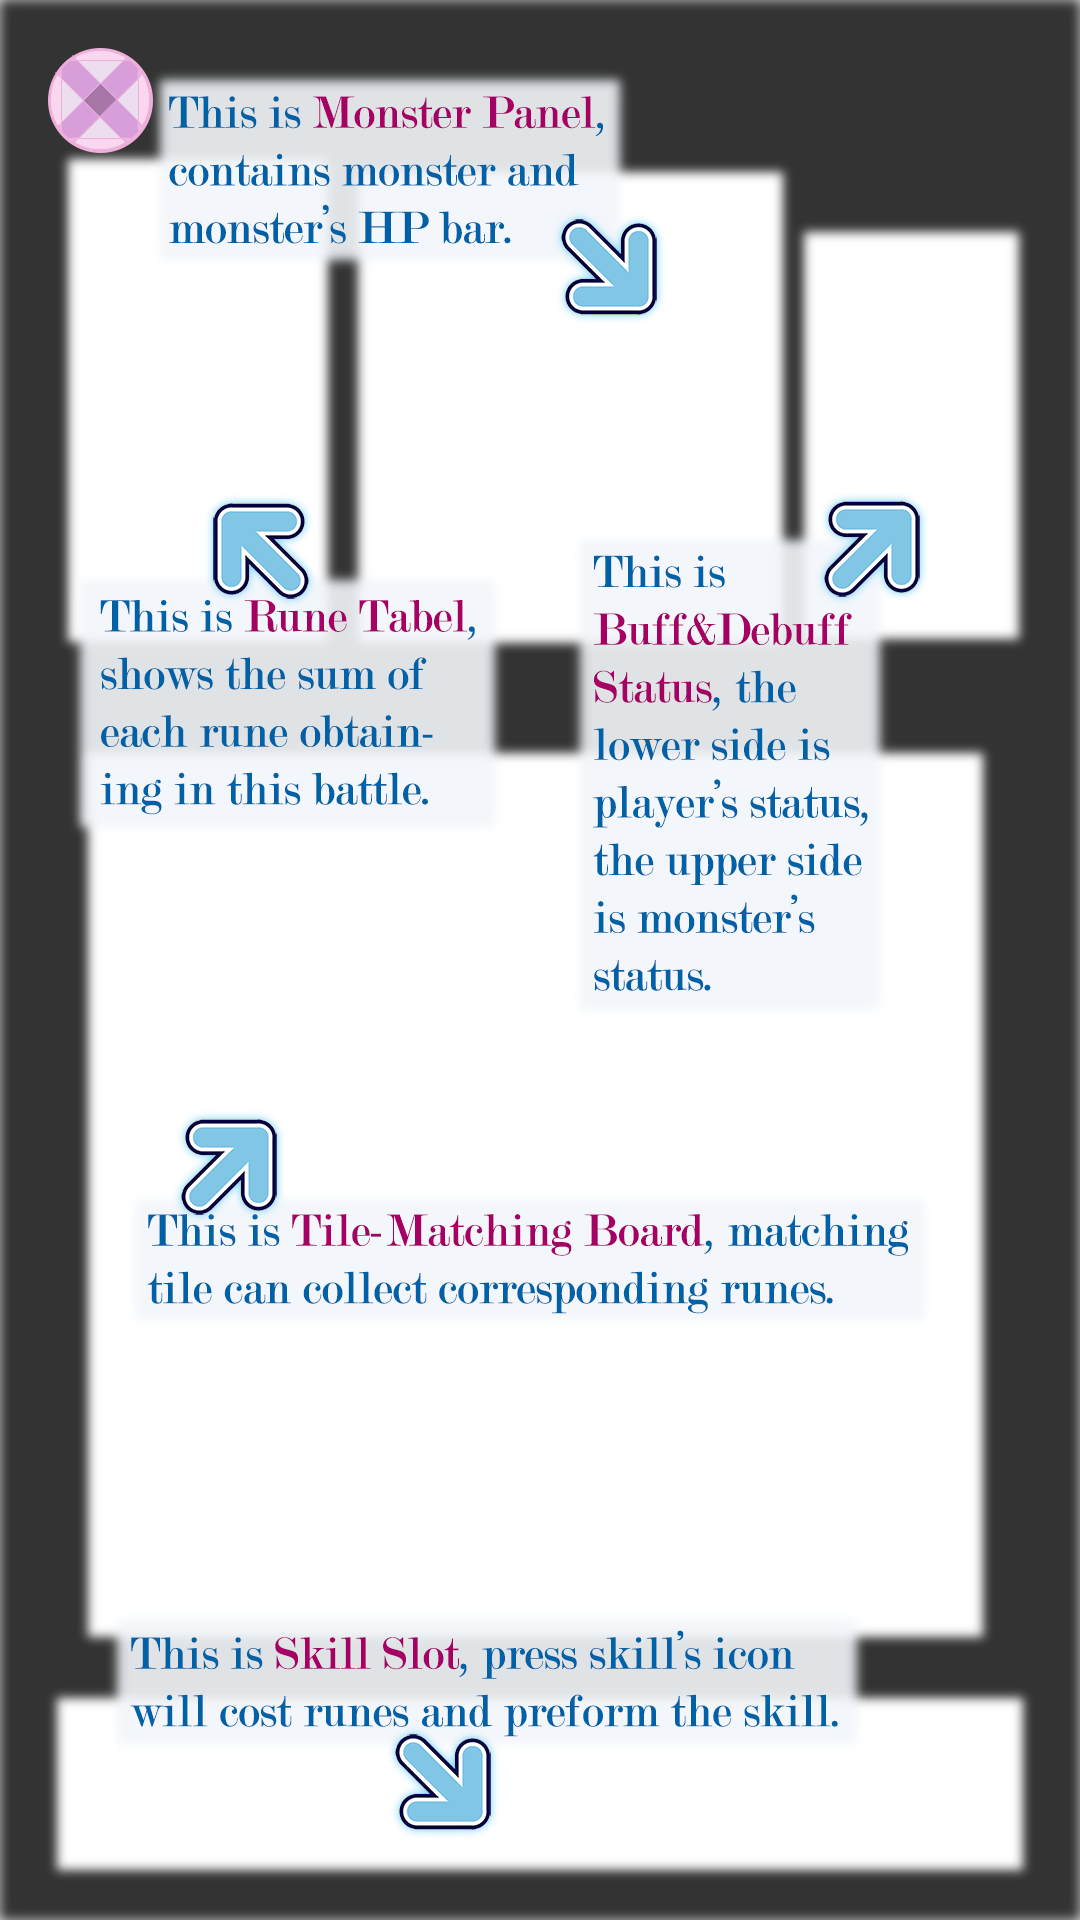 This is Monster Panel,
contains monster and
monster's HP bar.
This is Rune Tabel,
shows the sum of
each rune obtain-
ing in this battle.
This is
Buff&Debuff
Status, the
lower side is
player's status,
the upper side
is monster's
status.
This is Tile-Matching Board, matching
tile can collect corresponding runes.
This is Skill Slot, press skill's icon
will cost runes and preform the skill.